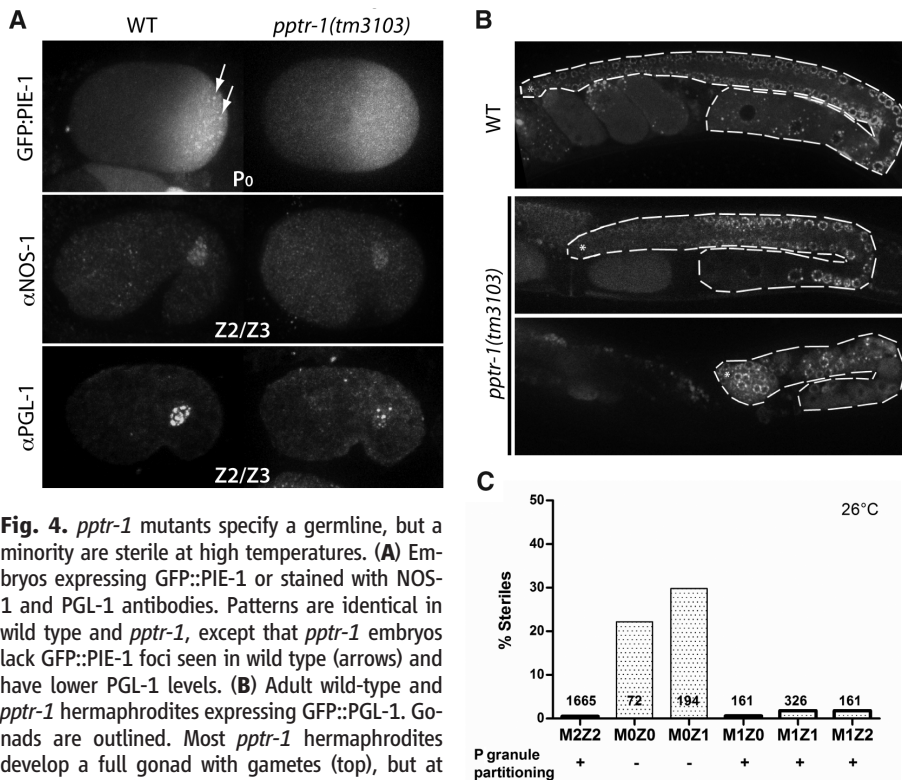 A
WT
pptr-1(tm3103)
GFP:PIE-1
P0
αNOS-1
Z2/Z3
αPGL-1
Z2/Z3
B
WT
*
pptr-1(tm3103)
*
*
Fig. 4. pptr-1 mutants specify a germline, but a
minority are sterile at high temperatures. (A) Em-
bryos expressing GFP::PIE-1 or stained with NOS-
1 and PGL-1 antibodies. Patterns are identical in
wild type and pptr-1, except that pptr-1 embryos
lack GFP::PIE-1 foci seen in wild type (arrows) and
have lower PGL-1 levels. (B) Adult wild-type and
pptr-1 hermaphrodites expressing GFP::PGL-1. Go-
nads are outlined. Most pptr-1 hermaphrodites
develop a full gonad with gametes (top), but at
C
26°C
% Steriles
50
40
30
20
10
0
1665 72 194 161 326 161
M2Z2 M0Z0 M0Z1 M1Z0 M1Z1 M1Z2
P granule
partitioning
+ - - + + +